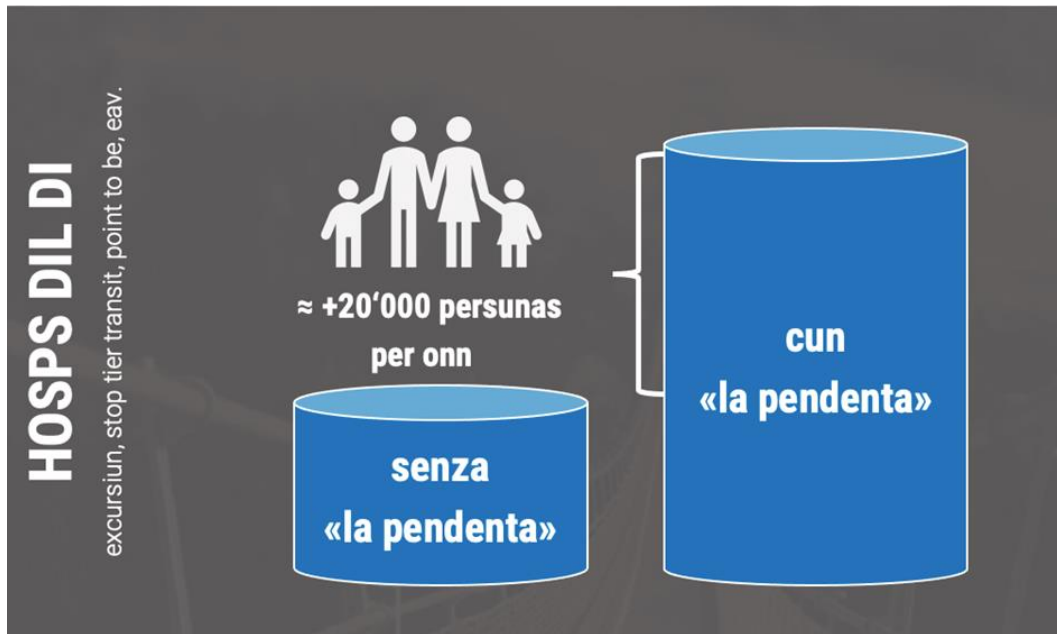 HOSPS DIL DI
excursiun, stop tier transit, point to be, eav.
≈ +20‘000 persunas
per onn
senza
«la pendenta»
cun
«la pendenta»